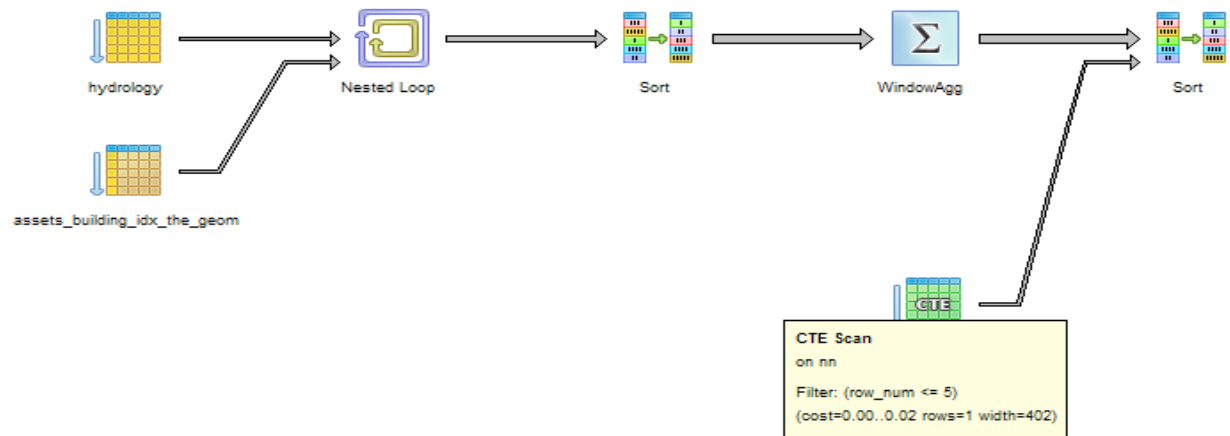 hydrology
Nested Loop
Sort
WindowAgg
Sort
assets_building_idx_the_geom
CTE
CTE Scan
on nn
Filter: (row_num <= 5)
(cost=0.00..0.02 rows=1 width=402)